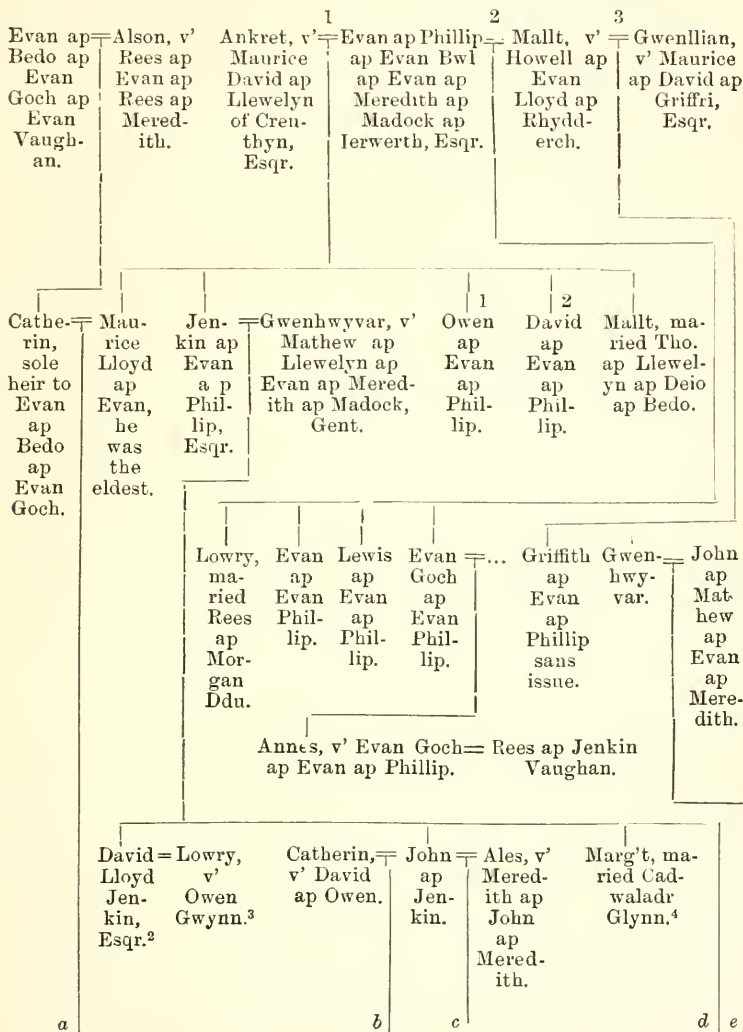 1 2 3
Evan ap Alson, v' Ankret, v' Evan ap Phillip Mallt, v' Gwenllian,
Bedo ap Rees ap Maurice ap Evan Bwl Howell ap v' Maurice
Evan Evan ap David ap ap Evan ap Evan ap David ap
Goch ap Rees ap Llewelyn Meredith ap Lloyd ap Griffri,
Evan Mered- of Creu- Madock ap Rhydd- Esqr,
Vaugh- ith. thyn, Ierwerth, Esqr. erch.
an. Esqr.
1 2
Cathe- Mau- Jen- Gwenhwyvar, v' Owen David Mallt, ma-
rin, rice kin ap Mathew ap ap ap ried Tho.
sole Lloyd Evan Llewelyn ap Evan Evan ap Llewel-
heir to ap a p Evan ap Mered- ap ap yn ap Deio
Evan Evan, Phil- ith ap Madock, Phil- Phil- ap Bedo.
ap he lip, Gent. lip. lip.
Bedo was Esqr.
ap the
Evan eldest.
Goch.
Lowry, Evan Lewis Evan ... Griffith Gwen- John
ma- ap ap Goch ap hwy- ap
ried Evan Evan ap Evan var. Mat-
Rees Phil- ap Evan ap hew
ap lip. Phil- Phil- Phillip ap
Mor- lip. lip. sans Evan
gan issue. ap
Ddu. Mere-
dith.
Annes, v' Evan Goch = Rees ap Jenkin
ap Evan ap Phillip. Vaughan.
David = Lowry, Catherin, John Ales, v' Marg't, ma-
Lloyd v' v' David ap Mered- ried Cad-
Jen- Owen ap Owen. Jen- ith ap waladr
kin, Gwynn.³ kin. John Glynn.⁴
Esqr.² ap
Mered-
ith.
a b c d e